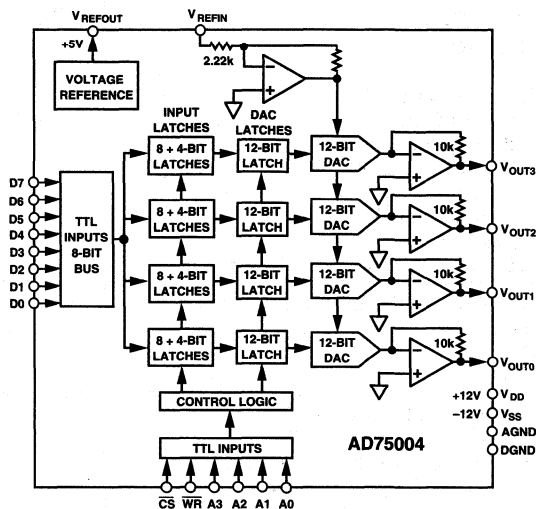 V REFOUT
V REFIN
+5V
2.22k
VOLTAGE
REFERENCE
INPUT
LATCHES
DAC
LATCHES
8 + 4-BIT
LATCHES
12-BIT
LATCH
12-BIT
DAC
10k
VOUT3
8 + 4-BIT
LATCHES
12-BIT
LATCH
12-BIT
DAC
10k
VOUT2
8 + 4-BIT
LATCHES
12-BIT
LATCH
12-BIT
DAC
10k
VOUT1
8 + 4-BIT
LATCHES
12-BIT
LATCH
12-BIT
DAC
10k
VOUT0
D7
D6
D5
D4
D3
D2
D1
D0
TTL
INPUTS
8-BIT
BUS
CONTROL LOGIC
TTL INPUTS
+12V VDD
−12V VSS
AGND
DGND
AD75004
C̅S̅ W̅R̅ A3 A2 A1 A0